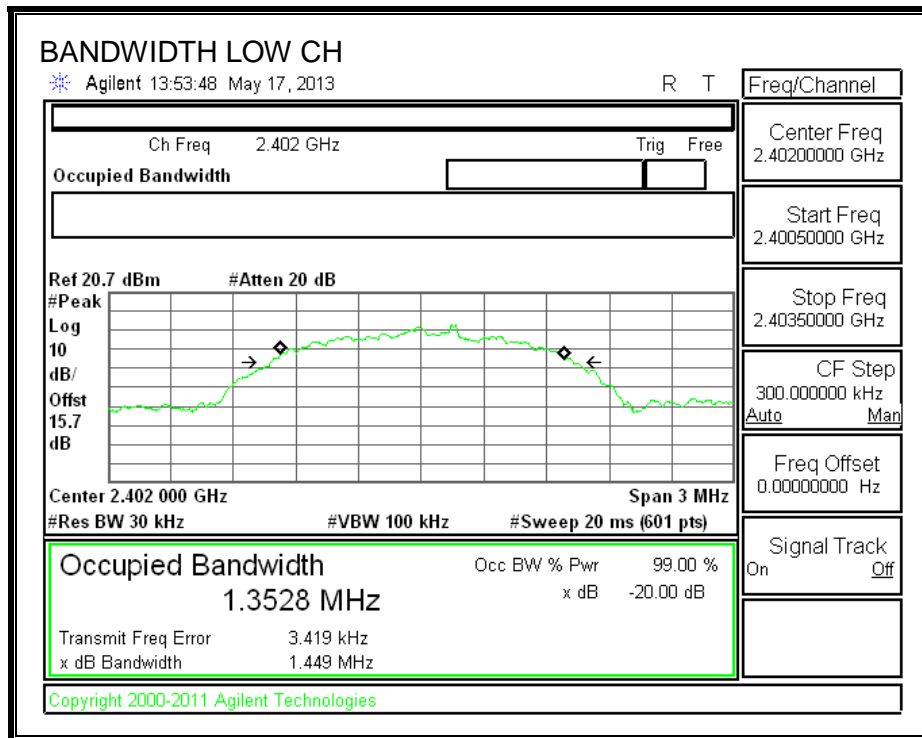 BANDWIDTH LOW CH
Agilent 13:53:48 May 17, 2013 R T
Freq/Channel
Ch Freq 2.402 GHz Trig Free
Occupied Bandwidth
Center Freq
2.40200000 GHz
Start Freq
2.40050000 GHz
Stop Freq
2.40350000 GHz
CF Step
300.000000 kHz
Auto Man
Freq Offset
0.00000000 Hz
Signal Track
On Off
Ref 20.7 dBm #Atten 20 dB
#Peak
Log
10
dB/
Offst
15.7
dB
Center 2.402 000 GHz Span 3 MHz
#Res BW 30 kHz #VBW 100 kHz #Sweep 20 ms (601 pts)
Occupied Bandwidth
1.3528 MHz
Occ BW % Pwr 99.00 %
x dB -20.00 dB
Transmit Freq Error 3.419 kHz
x dB Bandwidth 1.449 MHz
Copyright 2000-2011 Agilent Technologies